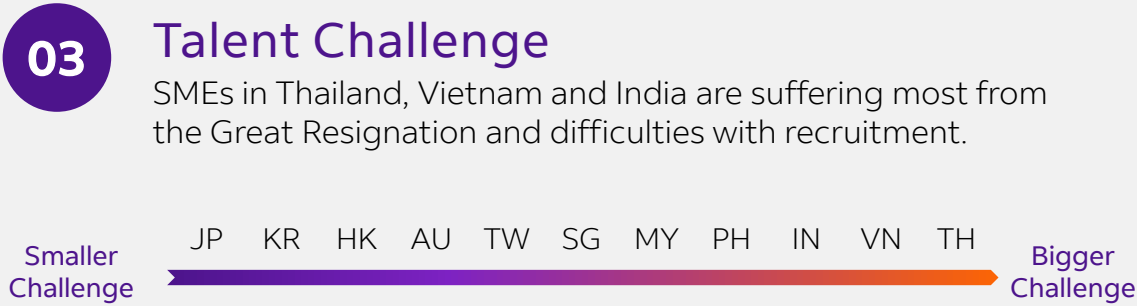 03
Talent Challenge
SMEs in Thailand, Vietnam and India are suffering most from
the Great Resignation and difficulties with recruitment.
Smaller
Challenge
JP KR HK AU TW SG MY PH IN VN TH
Bigger
Challenge